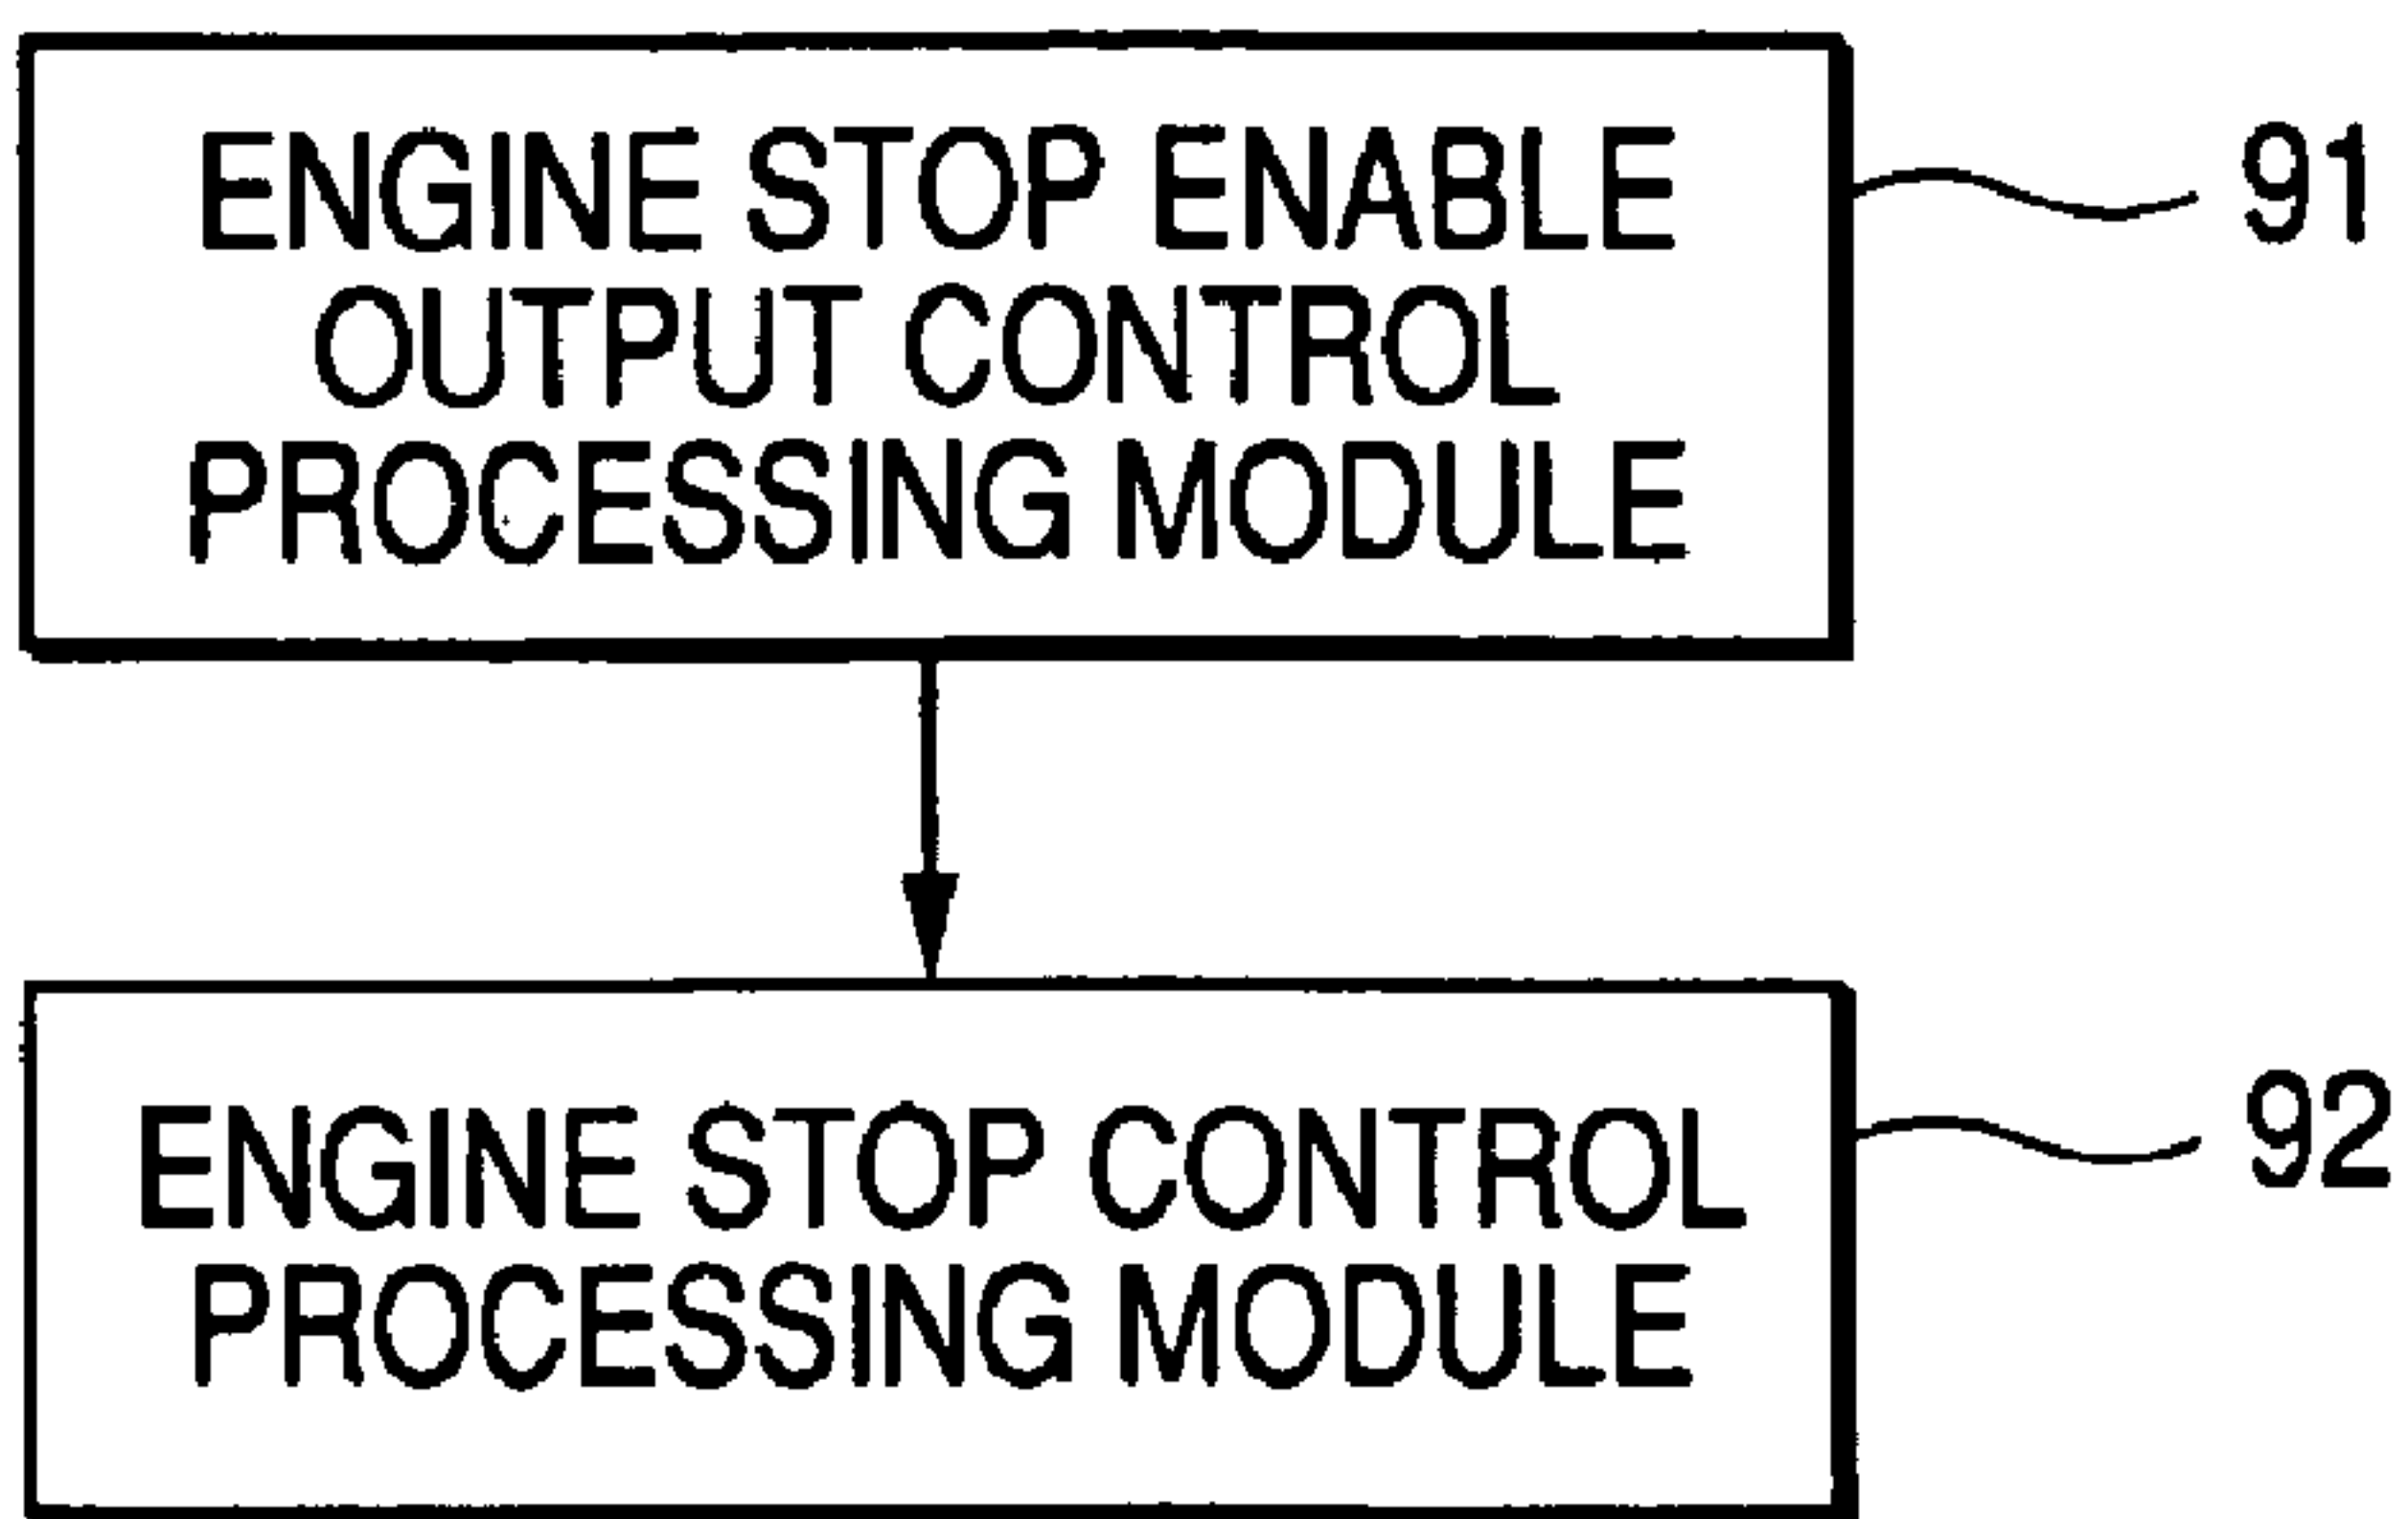 ENGINE STOP ENABLE
OUTPUT CONTROL
PROCESSING MODULE
91
ENGINE STOP CONTROL
PROCESSING MODULE
92